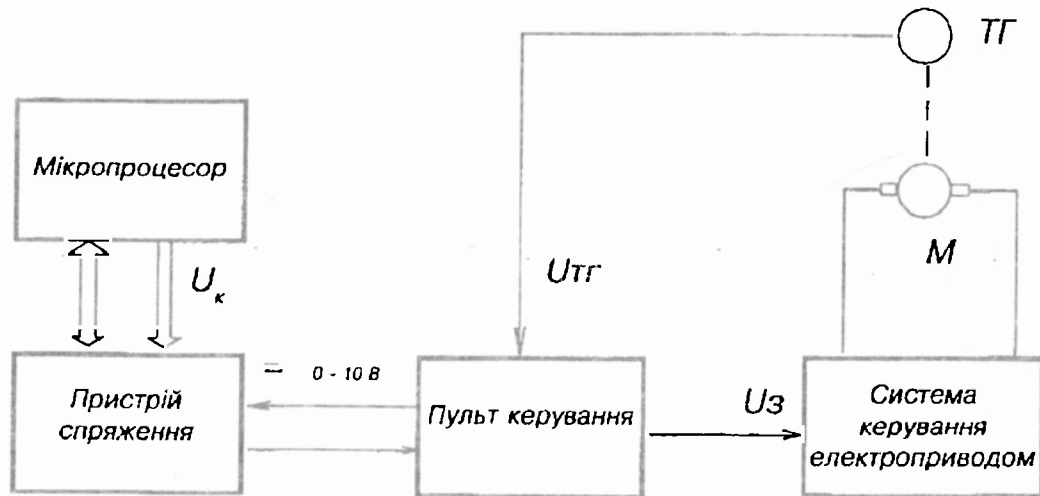 ТГ
Мікропроцесор
М
Uк
Uтг
= 0 - 10 В
Пристрій
спряження
Пульт керування
Uз
Система
керування
електроприводом